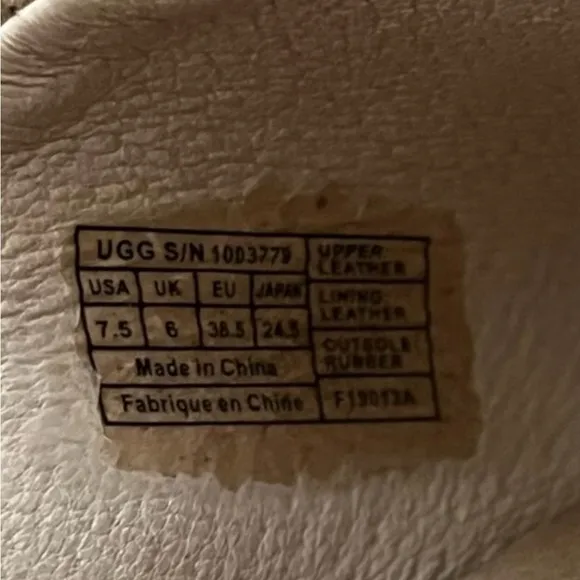 UGG S/N 1003779
UPPER
LEATHER
USA UK EU JAPAN
LINING
LEATHER
7.5 6 38.5 24.5
OUTSOLE
RUBBER
Made in China
Fabrique en Chine
F19012A